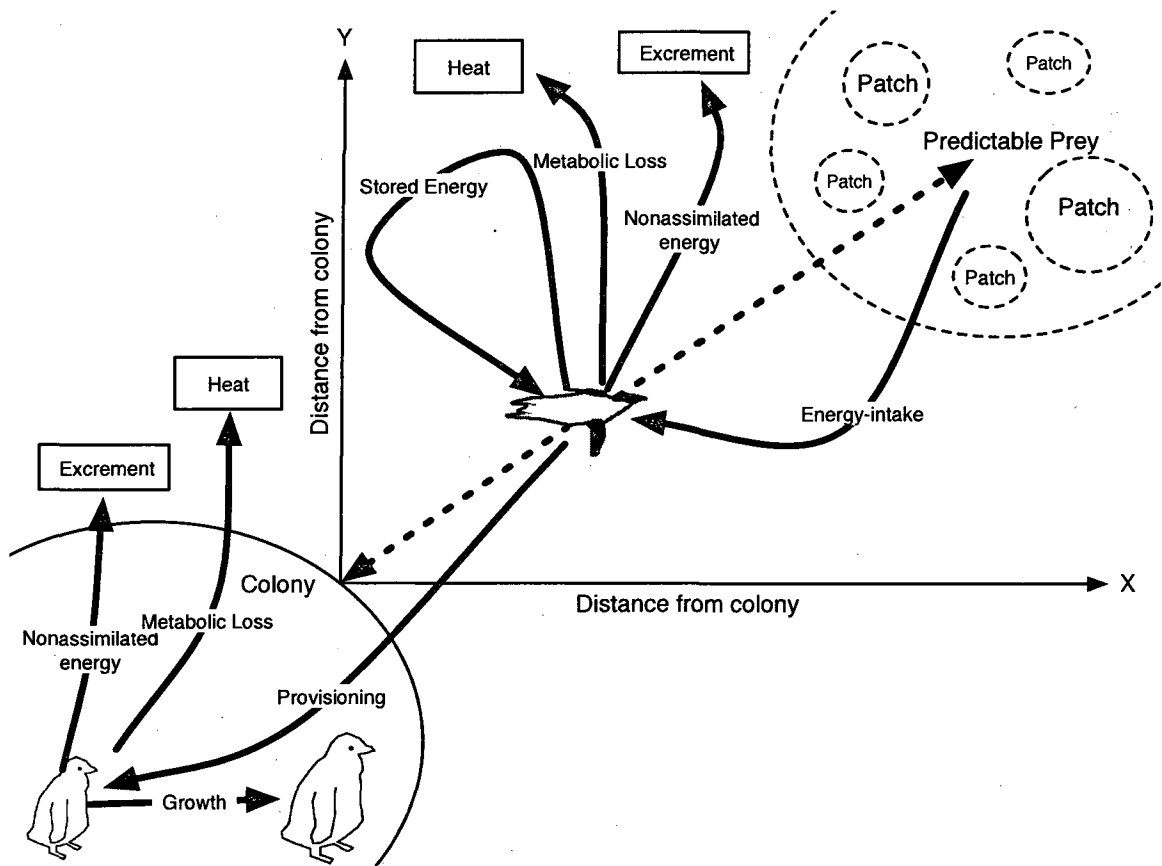 Y
Heat
Excrement
Patch
Patch
Predictable Prey
Patch
Patch
Patch
Metabolic Loss
Stored Energy
Nonassimilated
energy
Distance from colony
Energy-intake
Heat
Excrement
Colony
X
Distance from colony
Metabolic Loss
Nonassimilated
energy
Provisioning
Growth